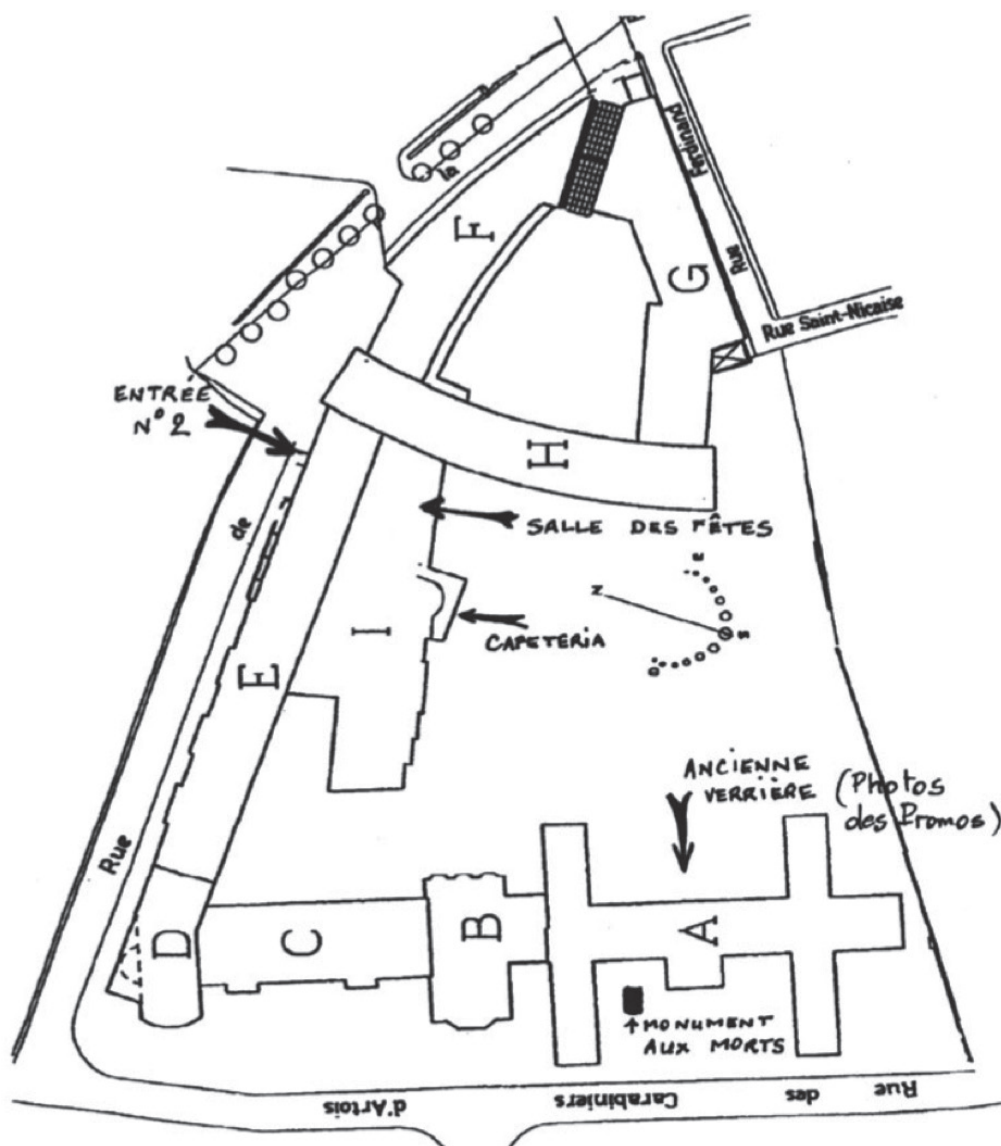 la
Rue Ferdinand
F
G
Rue Saint-Nicaise
ENTRÉE
N° 2
H
de
SALLE DES FÊTES
N
I
CAFETERIA
E
ANCIENNE
VERRIÈRE
(Photos
des Promos)
Rue
D
C
B
A
↑MONUMENT
AUX MORTS
Rue des Carabiniers d'Artois